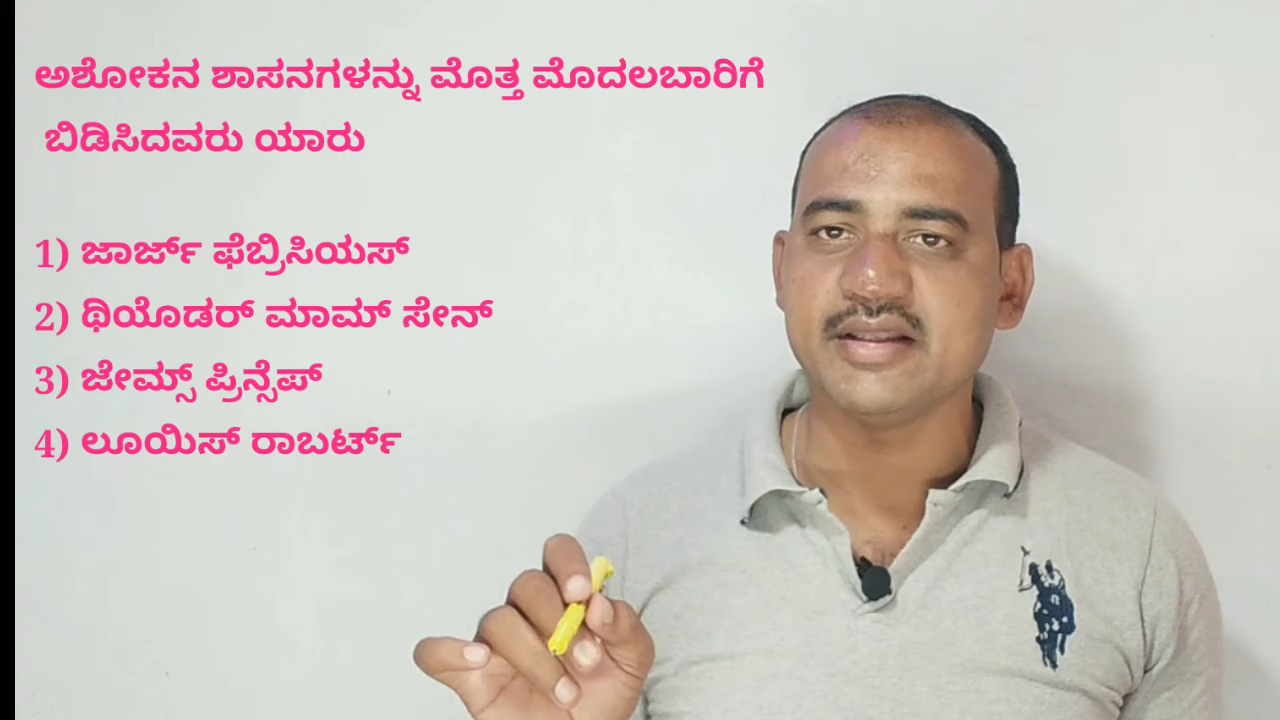 ಅಶೋಕನ ಶಾಸನಗಳನ್ನು ಮೊತ್ತ ಮೊದಲಬಾರಿಗೆ
ಬಿಡಿಸಿದವರು ಯಾರು
1) ಜಾರ್ಜ್ ಫೆಬ್ರಿಸಿಯಸ್
2) ಥಿಯೊಡರ್ ಮಾಮ್ ಸೇನ್
3) ಜೇಮ್ಸ್ ಪ್ರಿನ್ಸೆಪ್
4) ಲೂಯಿಸ್ ರಾಬರ್ಟ್